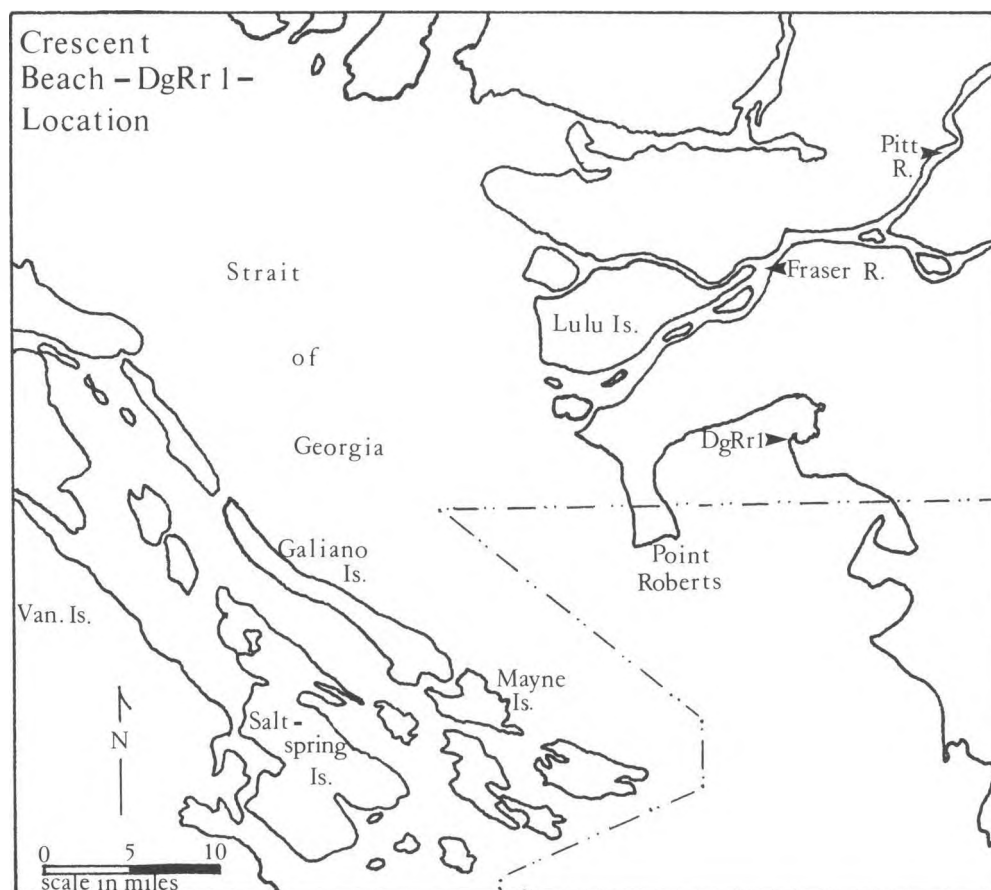 Crescent
Beach – DgRr 1 –
Location
Pitt
R.
Strait
Fraser R.
Lulu Is.
of
DgRr1
Georgia
Galiano
Is.
Point
Roberts
Van. Is.
Mayne
Is.
N
Salt-
spring
Is.
0 5 10
scale in miles